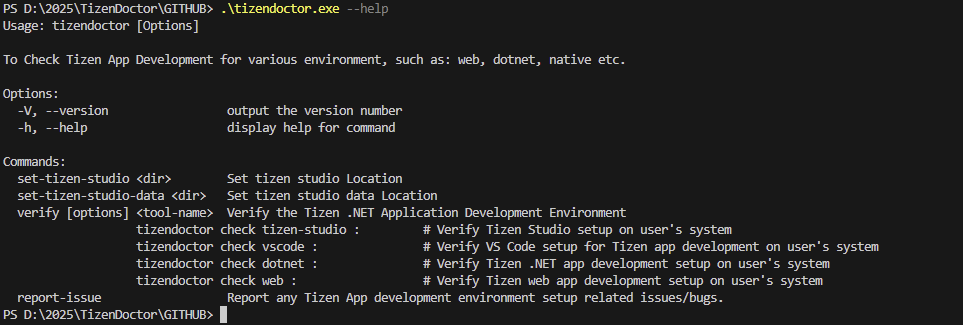 PS D:\2025\TizenDoctor\GITHUB> .\tizendoctor.exe --help
Usage: tizendoctor [Options]
To Check Tizen App Development for various environment, such as: web, dotnet, native etc.
Options:
-V, --version output the version number
-h, --help display help for command
Commands:
set-tizen-studio <dir> Set tizen studio Location
set-tizen-studio-data <dir> Set tizen studio data Location
verify [options] <tool-name> Verify the Tizen .NET Application Development Environment
tizendoctor check tizen-studio : # Verify Tizen Studio setup on user's system
tizendoctor check vscode : # Verify VS Code setup for Tizen app development on user's system
tizendoctor check dotnet : # Verify Tizen .NET app development setup on user's system
tizendoctor check web : # Verify Tizen web app development setup on user's system
report-issue Report any Tizen App development environment setup related issues/bugs.
PS D:\2025\TizenDoctor\GITHUB>